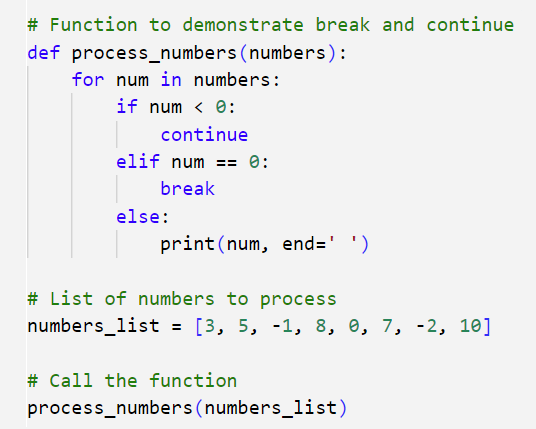 # Function to demonstrate break and continue
def process_numbers(numbers):
    for num in numbers:
        if num < 0:
            continue
        elif num == 0:
            break
        else:
            print(num, end=' ')

# List of numbers to process
numbers_list = [3, 5, -1, 8, 0, 7, -2, 10]

# Call the function
process_numbers(numbers_list)